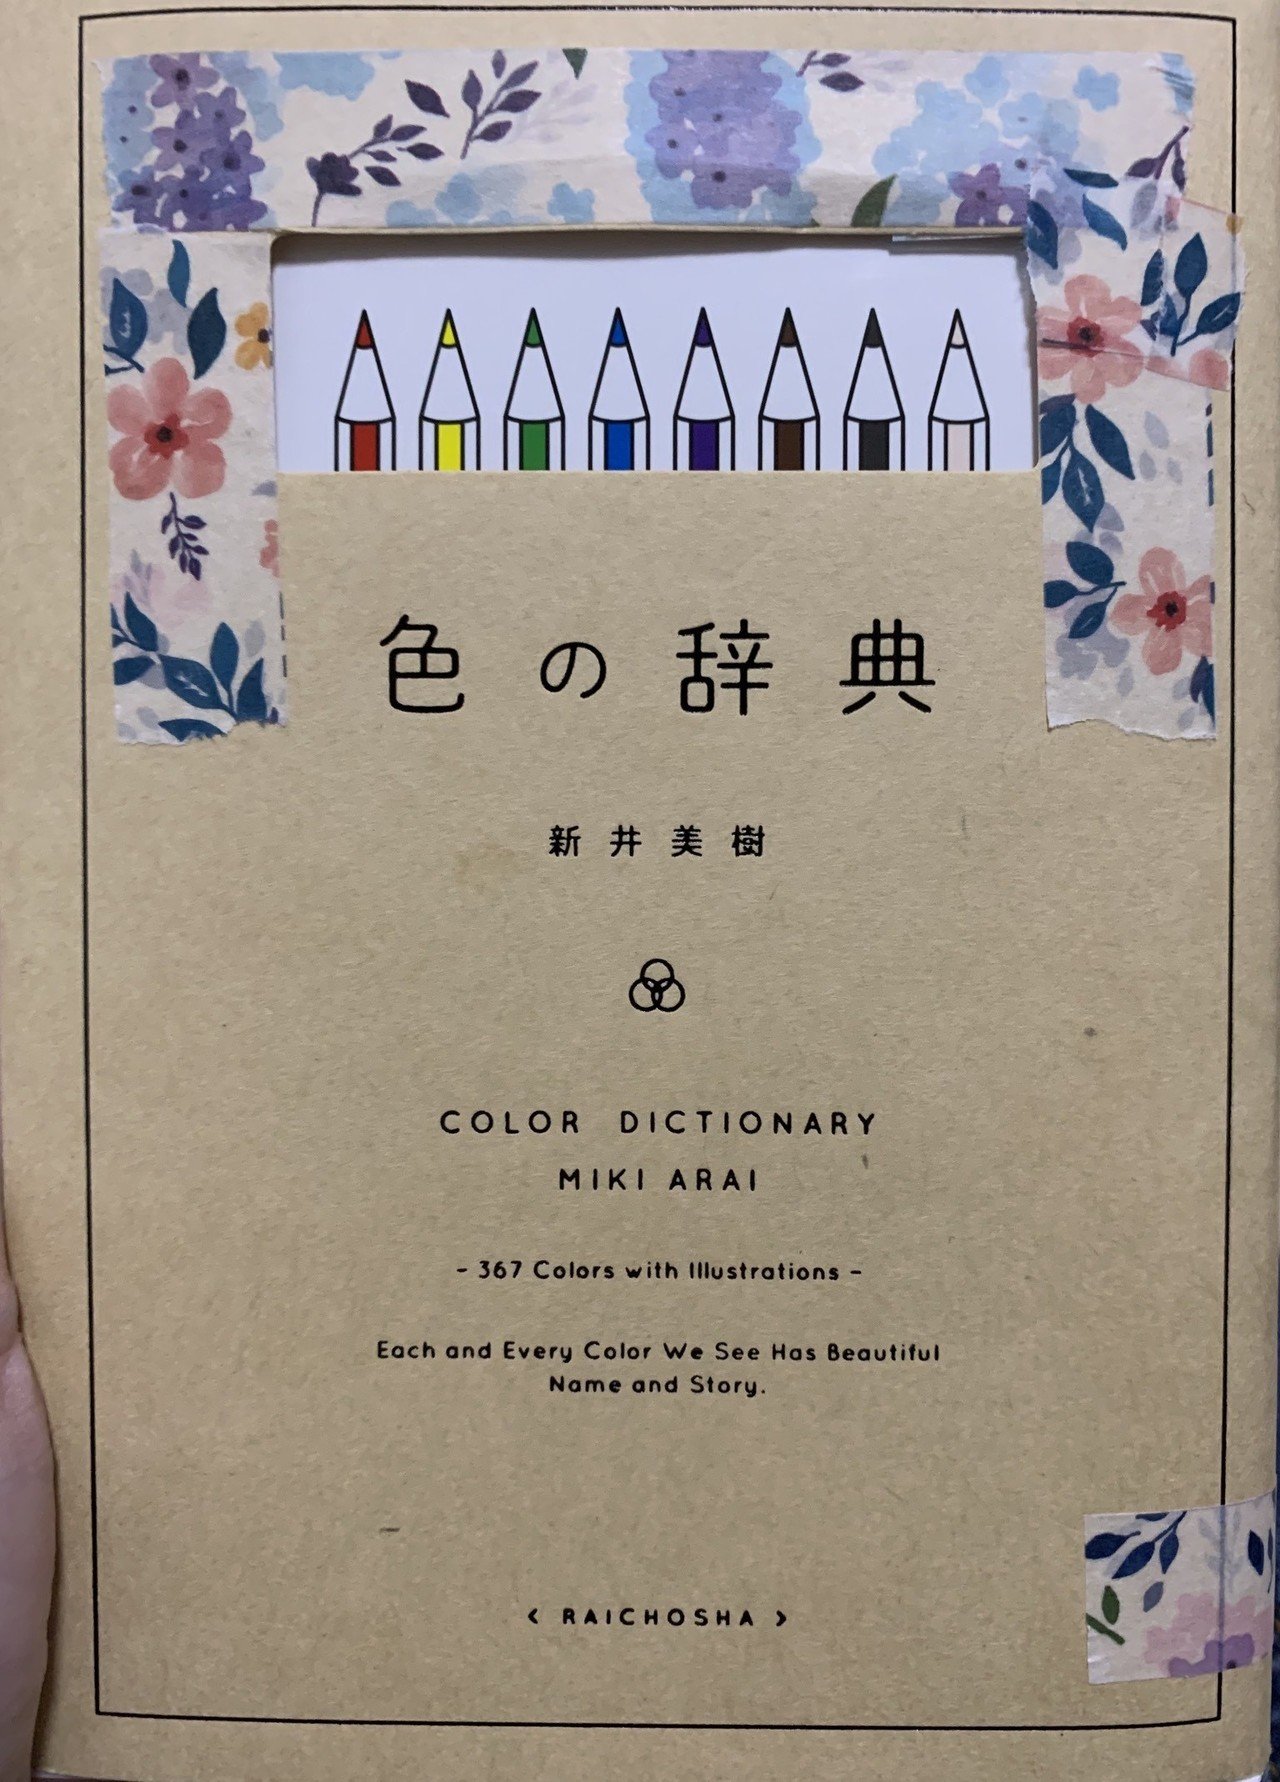 色の辞典
新井美樹
COLOR DICTIONARY
MIKI ARAI
- 367 Colors with Illustrations -
Each and Every Color We See Has Beautiful
Name and Story.
< RAICHOSHA >